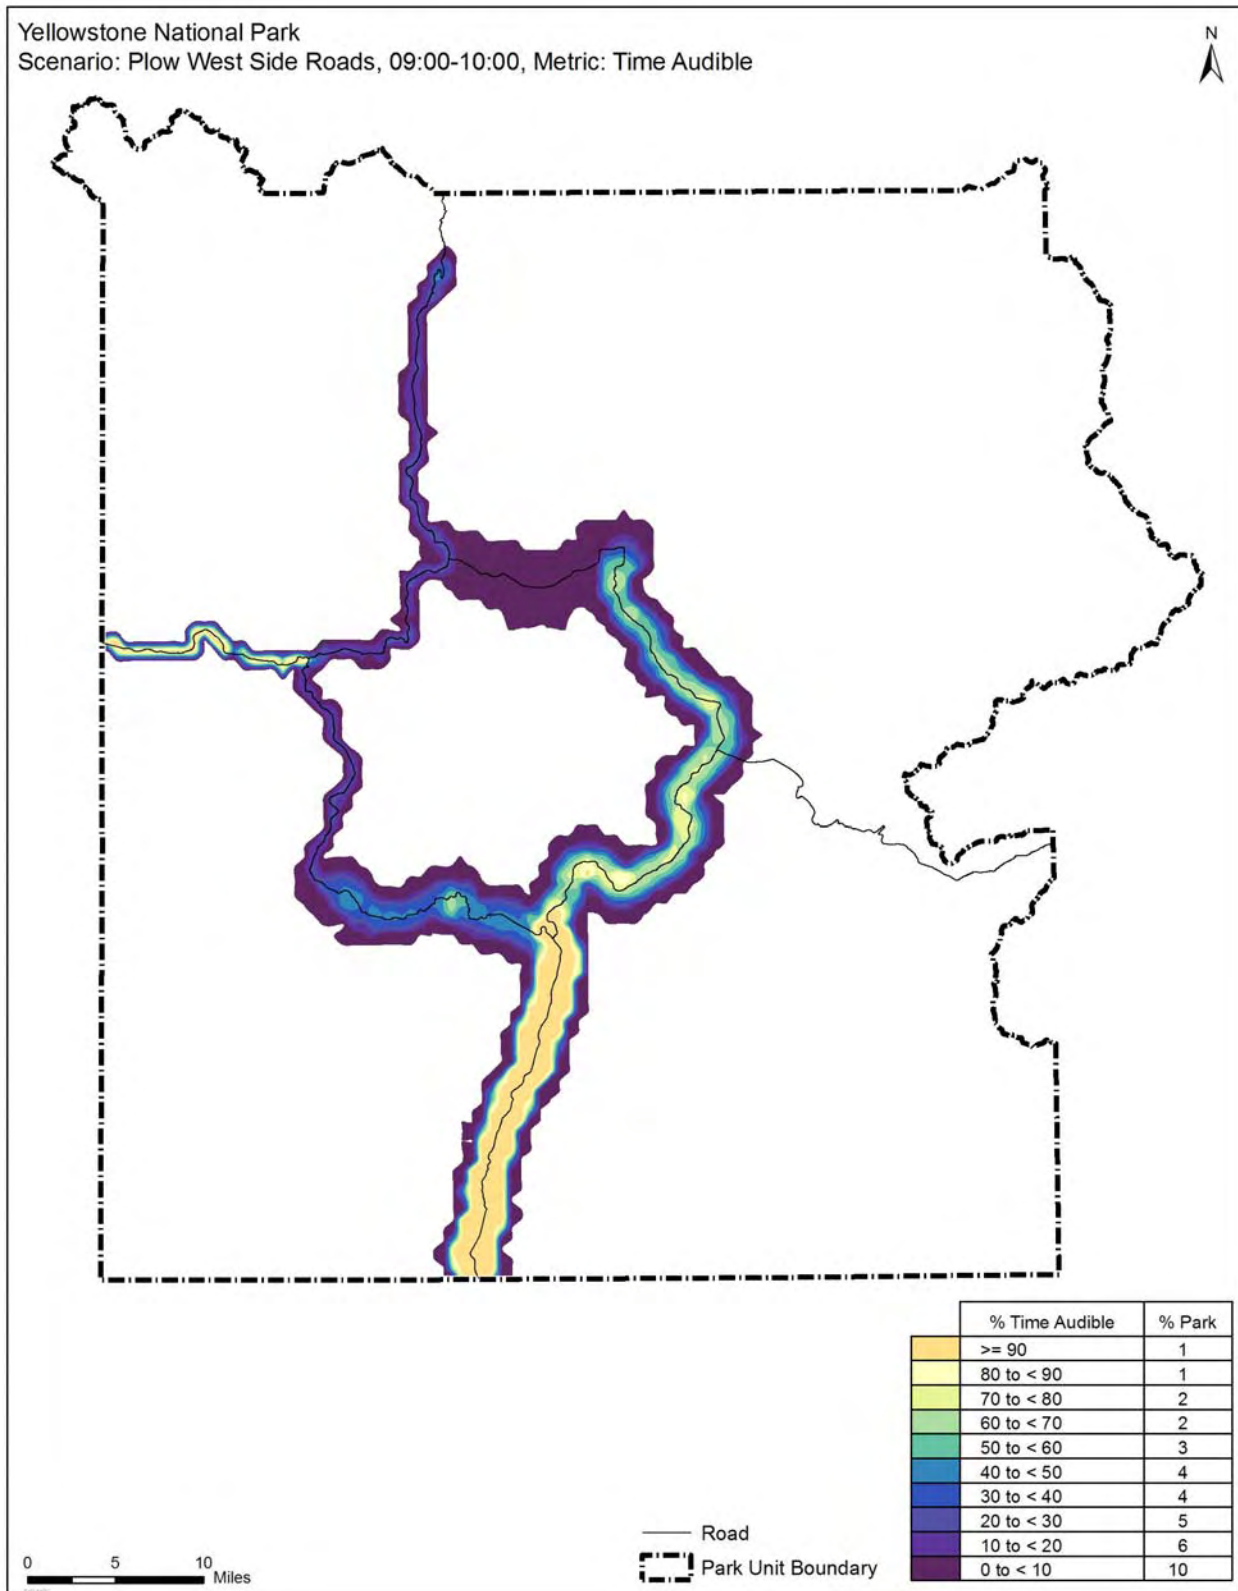 Yellowstone National Park
Scenario: Plow West Side Roads, 09:00-10:00, Metric: Time Audible
N
% Time Audible % Park
>= 90 1
80 to < 90 1
70 to < 80 2
60 to < 70 2
50 to < 60 3
40 to < 50 4
30 to < 40 4
20 to < 30 5
10 to < 20 6
0 to < 10 10
Road
Park Unit Boundary
0 5 10
Miles